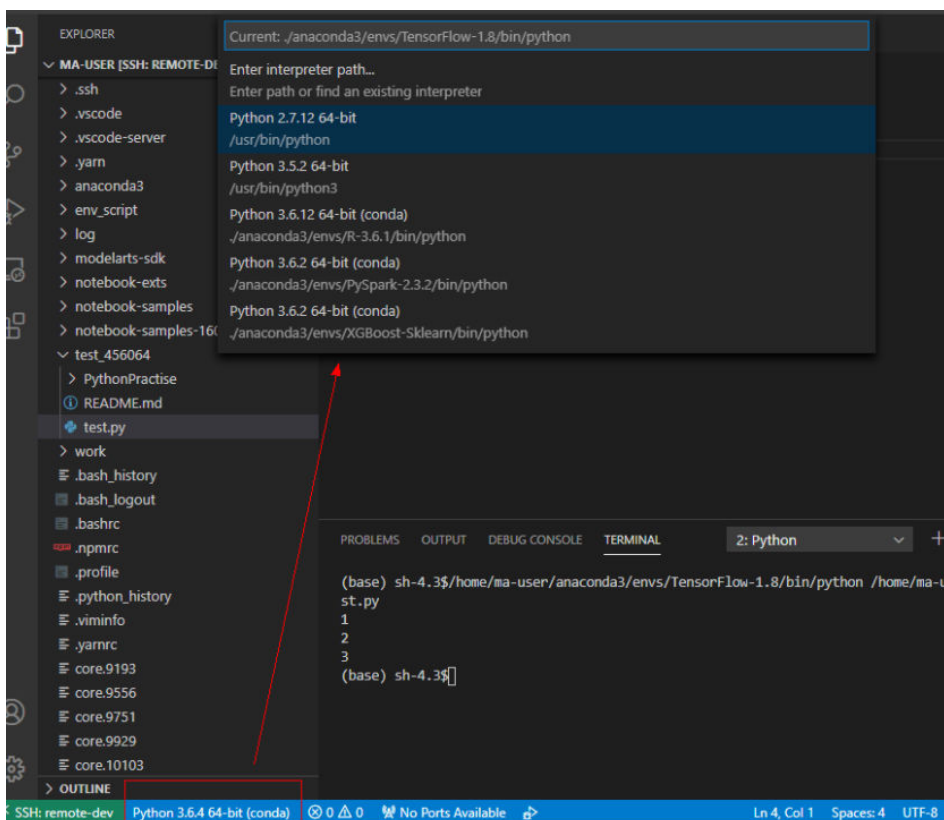 EXPLORER
MA-USER [SSH: REMOTE-DE
.ssh
.vscode
.vscode-server
.yarn
anaconda3
env_script
log
modelarts-sdk
notebook-exts
notebook-samples
notebook-samples-160
test_456064
PythonPractise
README.md
test.py
work
.bash_history
.bash_logout
.bashrc
.npmrc
.profile
.python_history
.viminfo
.yarnrc
core.9193
core.9556
core.9751
core.9929
core.10103
OUTLINE
Current: ./anaconda3/envs/TensorFlow-1.8/bin/python
Enter interpreter path...
Enter path or find an existing interpreter
Python 2.7.12 64-bit
/usr/bin/python
Python 3.5.2 64-bit
/usr/bin/python3
Python 3.6.12 64-bit (conda)
./anaconda3/envs/R-3.6.1/bin/python
Python 3.6.2 64-bit (conda)
./anaconda3/envs/PySpark-2.3.2/bin/python
Python 3.6.2 64-bit (conda)
./anaconda3/envs/XGBoost-Sklearn/bin/python
PROBLEMS OUTPUT DEBUG CONSOLE TERMINAL 2: Python
(base) sh-4.3$/home/ma-user/anaconda3/envs/TensorFlow-1.8/bin/python /home/ma-u
st.py
1
2
3
(base) sh-4.3$
SSH: remote-dev Python 3.6.4 64-bit (conda) 0 0 No Ports Available Ln 4, Col 1 Spaces: 4 UTF-8